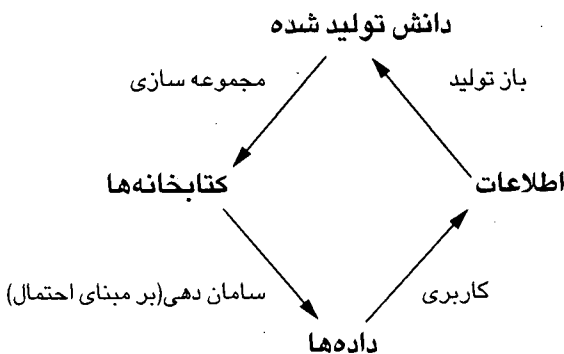 دانش تولید شده
مجموعه سازی
باز تولید
کتابخانه‌ها
اطلاعات
سامان دهی(بر مبنای احتمال)
کاربری
داده‌ها